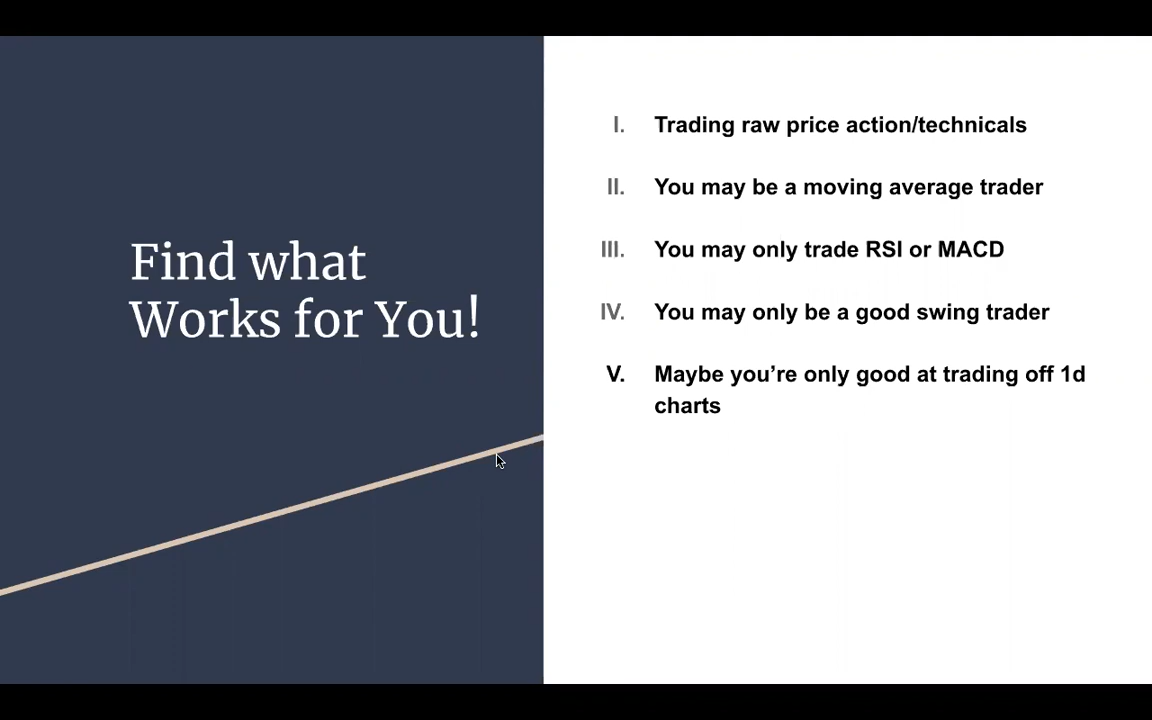 Find what
Works for You!
I. Trading raw price action/technicals
II. You may be a moving average trader
III. You may only trade RSI or MACD
IV. You may only be a good swing trader
V. Maybe you’re only good at trading off 1d
charts